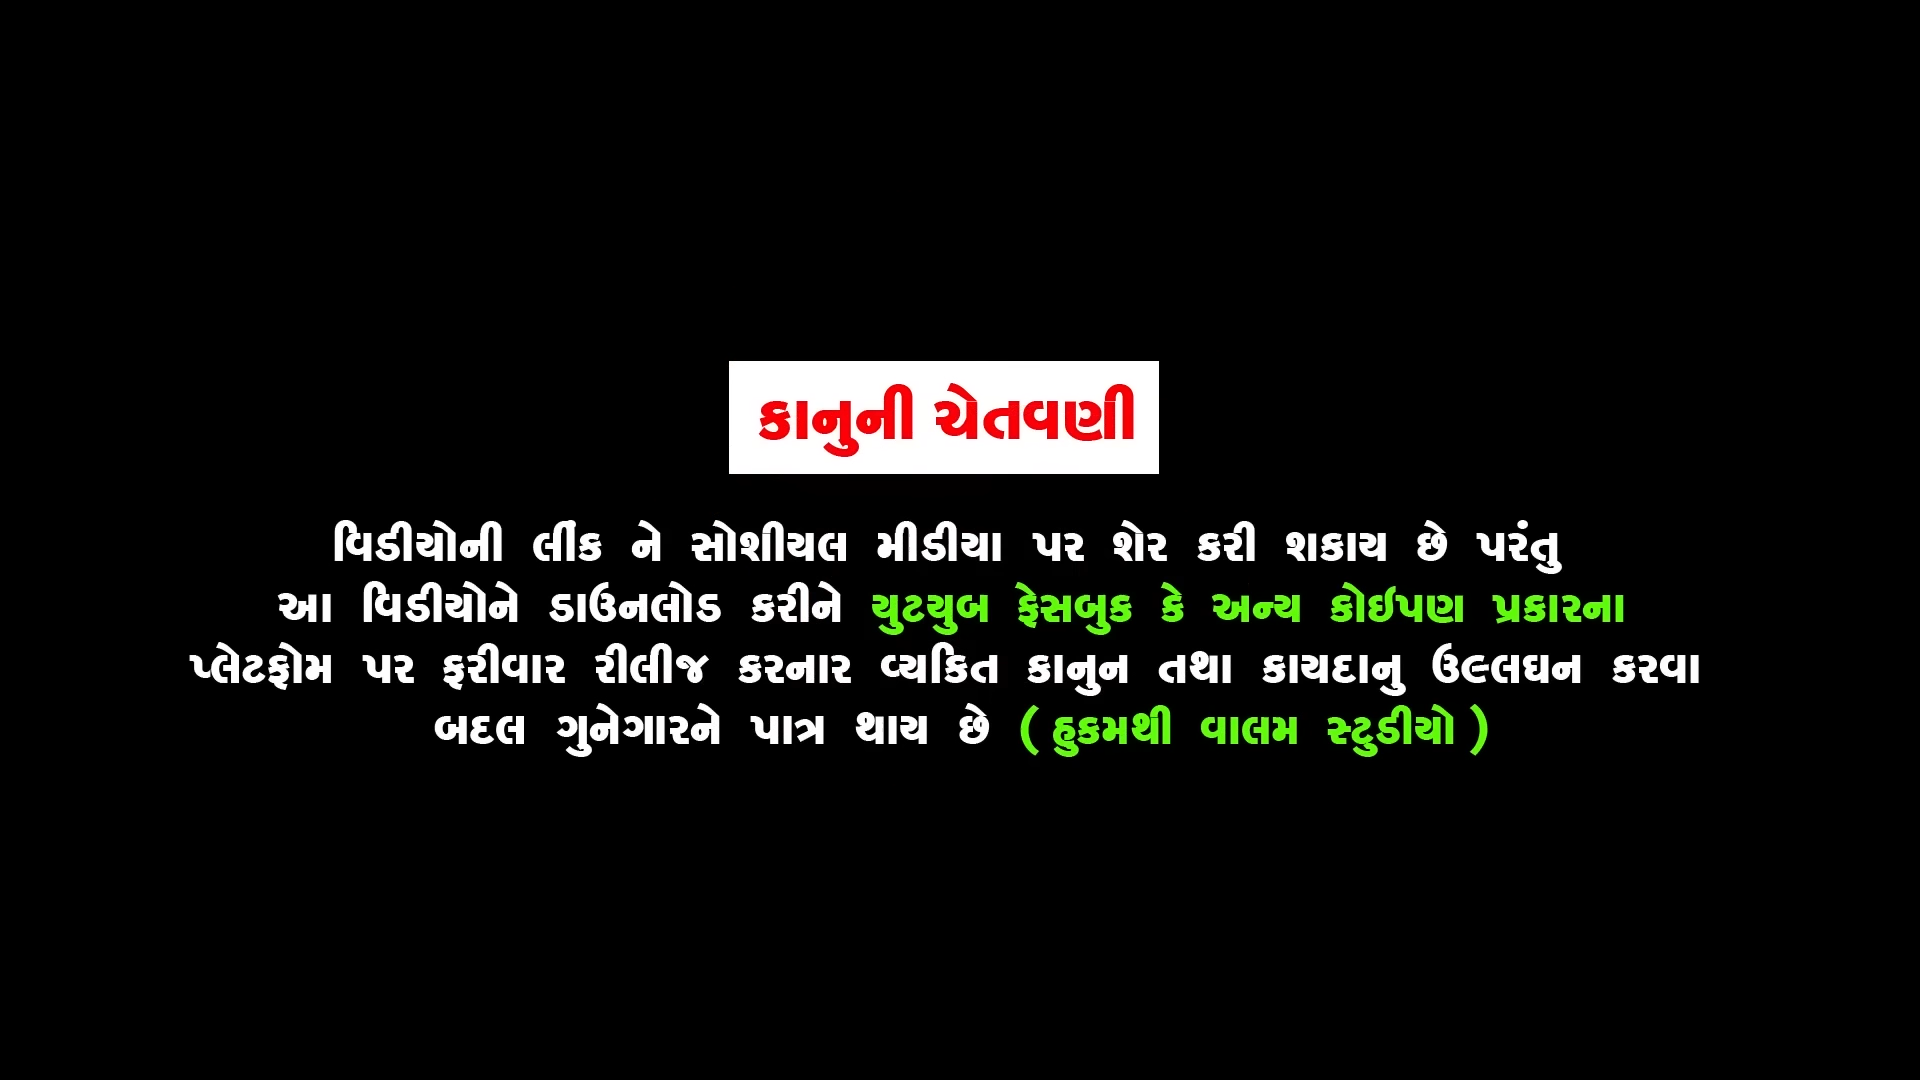 કાનુની ચેતવણી
વિડીયોની લીંક ને સોશીયલ મીડીયા પર શેર કરી શકાય છે પરંતુ
આ વિડીયોને ડાઉનલોડ કરીને યુટયુબ ફેસબુક કે અન્ય કોઇપણ પ્રકારના
પ્લેટફોમ પર ફરીવાર રીલીજ કરનાર વ્યકિત કાનુન તથા કાયદાનુ ઉલ્લઘન કરવા
બદલ ગુનેગારને પાત્ર થાય છે ( હુકમથી વાલમ સ્ટુડીયો )